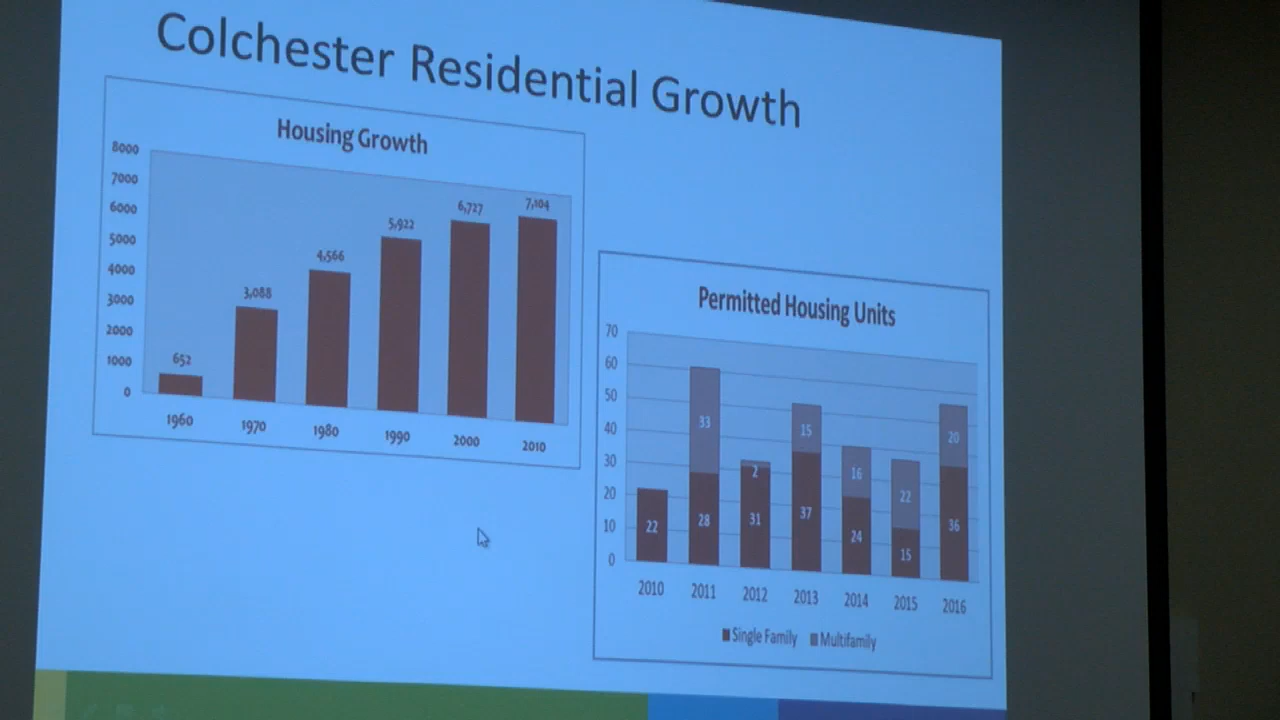 Colchester Residential Growth
Housing Growth
8000
7000
6000
5000
4000
3000
2000
1000
0
652
3,088
4,566
5,922
6,727
7,104
1960 1970 1980 1990 2000 2010
Permitted Housing Units
70
60
50
40
30
20
10
0
33 2 15 16 22 20
22 28 31 37 24 15 36
2010 2011 2012 2013 2014 2015 2016
Single Family Multifamily